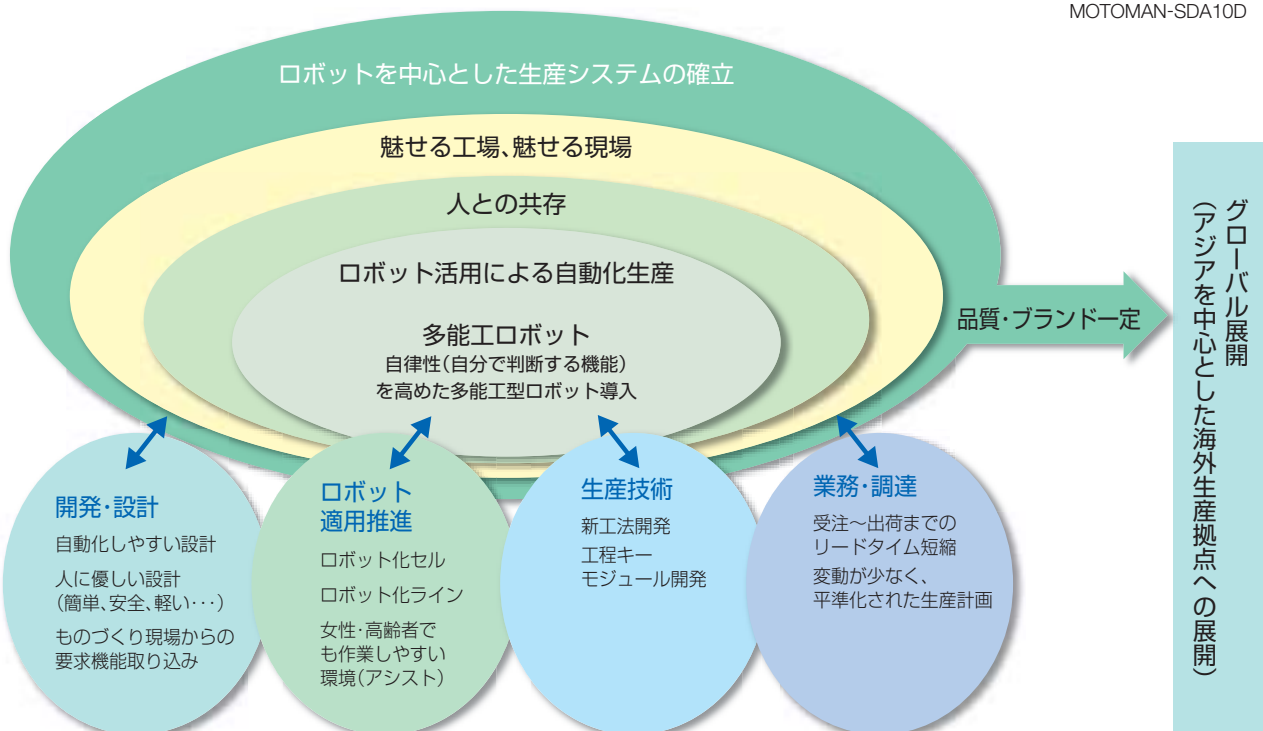 MOTOMAN-SDA10D
ロボットを中心とした生産システムの確立
魅せる工場、魅せる現場
人との共存
ロボット活用による自動化生産
多能工ロボット
自律性(自分で判断する機能)
を高めた多能工型ロボット導入
品質・ブランド一定
グローバル展開
(アジアを中心とした海外生産拠点への展開)
開発・設計
自動化しやすい設計
人に優しい設計
(簡単、安全、軽い・・・)
ものづくり現場からの
要求機能取り込み
ロボット
適用推進
ロボット化セル
ロボット化ライン
女性・高齢者で
も作業しやすい
環境(アシスト)
生産技術
新工法開発
工程キー
モジュール開発
業務・調達
受注〜出荷までの
リードタイム短縮
変動が少なく、
平準化された生産計画